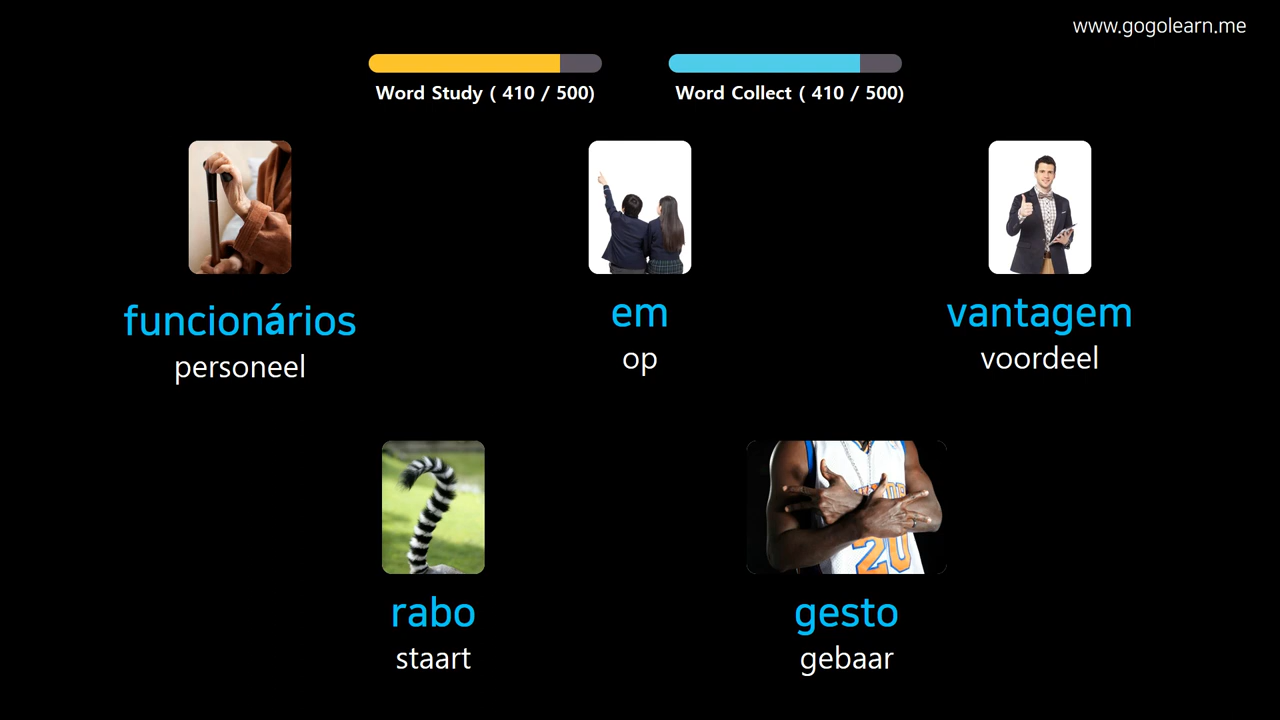 www.gogolearn.me
Word Study ( 410 / 500)
Word Collect ( 410 / 500)
funcionários
personeel
em
op
vantagem
voordeel
20
rabo
staart
gesto
gebaar